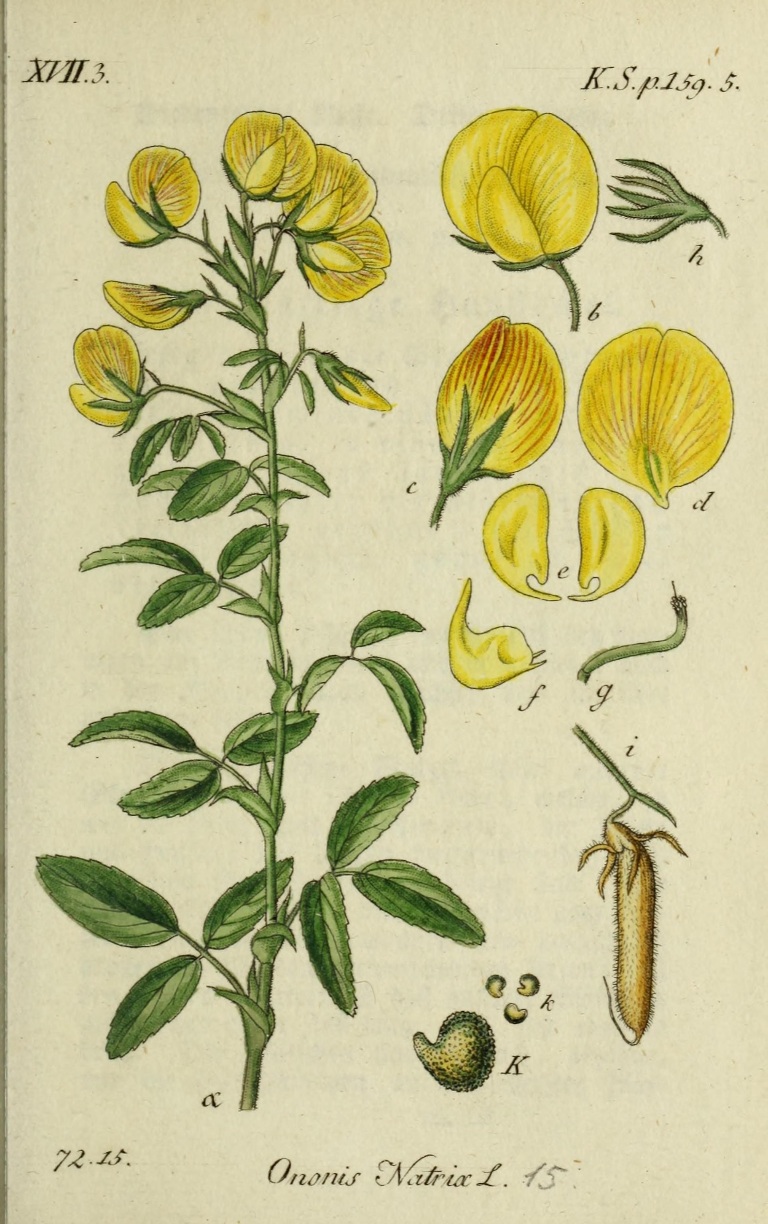 XVII.3.
K.S.p.159.5.
h
b
c
d
e
f
g
i
k
K
a
72.15.
Ononis Natrix L. 15.